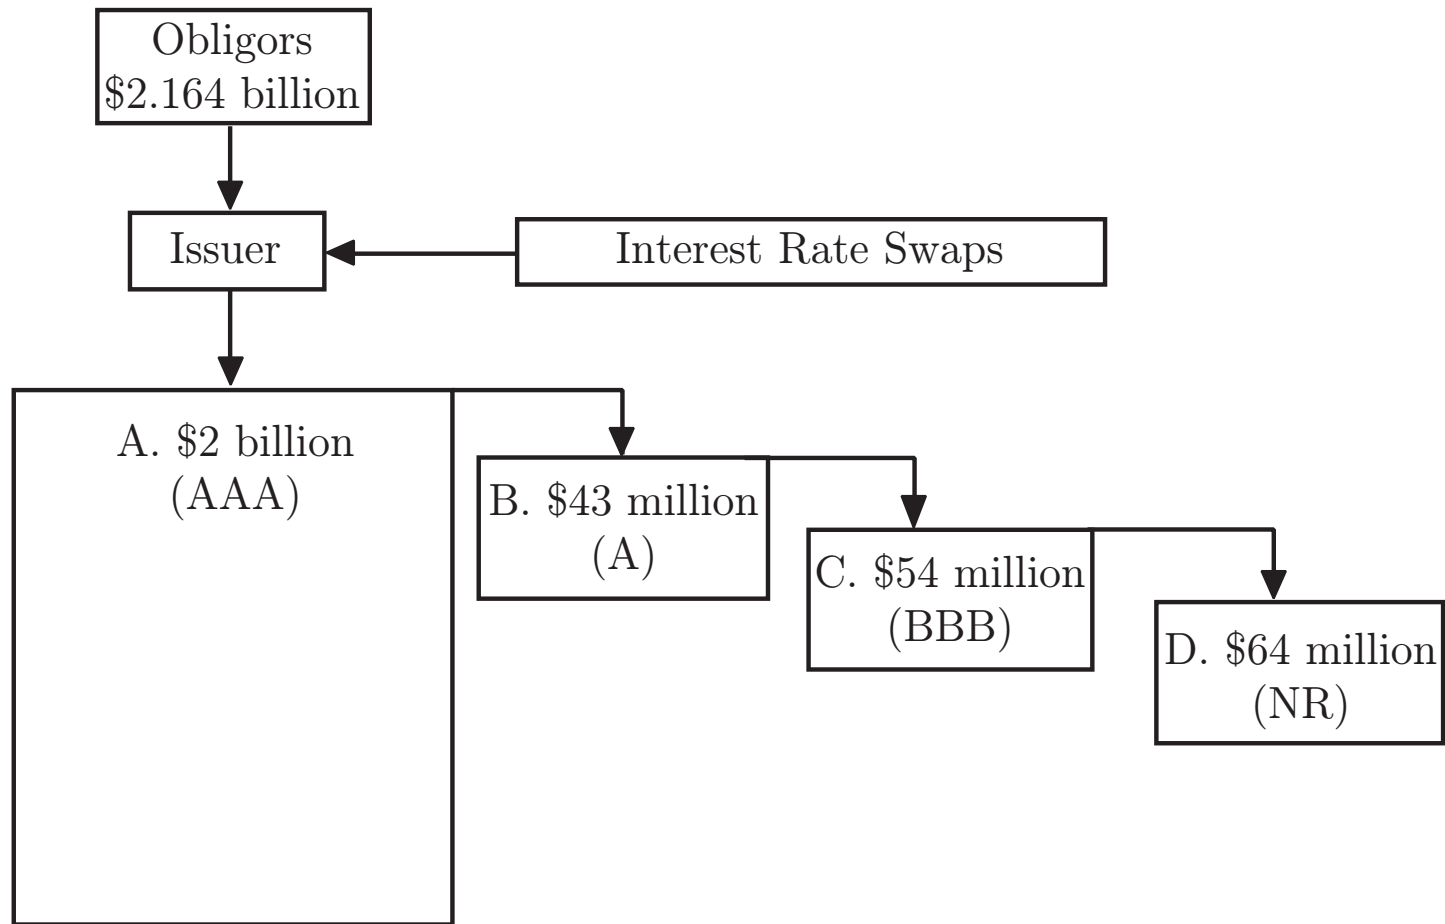 Obligors
$2.164 billion
Issuer
Interest Rate Swaps
A. $2 billion
(AAA)
B. $43 million
(A)
C. $54 million
(BBB)
D. $64 million
(NR)